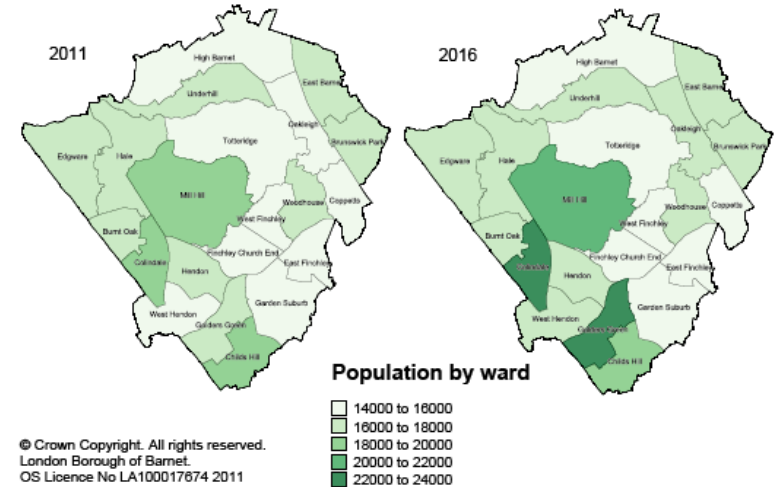 2011
High Barnet
Underhill
East Barne
Oakleigh
Totteridge
Brunswick Park
Edgware
Hale
Mill Hill
Woodhouse
Coppetts
West Finchley
Burnt Oak
Finchley Church End
East Finchley
Colindale
Hendon
Garden Suburb
West Hendon
Golders Green
Childs Hill
2016
High Barnet
Underhill
East Barne
Oakleigh
Totteridge
Brunswick Park
Edgware
Hale
Mill Hill
Woodhouse
Coppetts
West Finchley
Burnt Oak
Finchley Church End
East Finchley
Colindale
Hendon
Garden Suburb
West Hendon
Golders Green
Childs Hill
Population by ward
14000 to 16000
16000 to 18000
18000 to 20000
20000 to 22000
22000 to 24000
© Crown Copyright. All rights reserved.
London Borough of Barnet.
OS Licence No LA100017674 2011